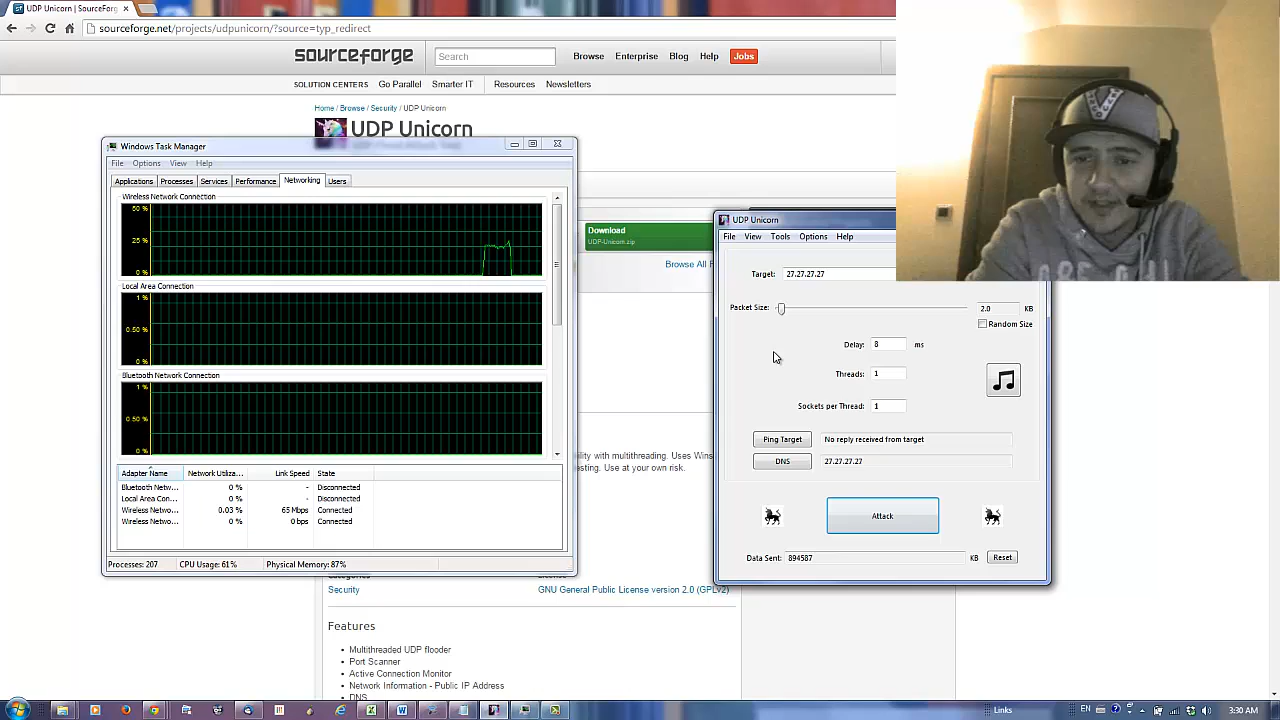 UDP Unicorn | SourceForg
sourceforge.net/projects/udpunicorn/?source=typ_redirect
sourceforge
Search
Browse Enterprise Blog Help Jobs
SOLUTION CENTERS Go Parallel Smarter IT Resources Newsletters
Home / Browse / Security / UDP Unicorn
UDP Unicorn
Windows Task Manager
File Options View Help
Applications Processes Services Performance Networking Users
Wireless Network Connection
50 %
25 %
0 %
Local Area Connection
1 %
0.50 %
0 %
Bluetooth Network Connection
1 %
0.50 %
0 %
Adapter Name Network Utiliza... Link Speed State
Bluetooth Netw... 0 % - Disconnected
Local Area Con... 0 % - Disconnected
Wireless Netwo... 0.03 % 65 Mbps Connected
Wireless Netwo... 0 % 0 bps Connected
Processes: 207 CPU Usage: 61% Physical Memory: 87%
Download
UDP-Unicorn.zip
Browse All F
UDP Unicorn
File View Tools Options Help
Target: 27.27.27.27
Packet Size: 2.0 KB
Random Size
Delay: 8 ms
Threads: 1
Sockets per Thread: 1
Ping Target No reply received from target
DNS 27.27.27.27
Attack
Data Sent: 894587 KB Reset
bility with multithreading. Uses Wins
esting. Use at your own risk.
Security
GNU General Public License version 2.0 (GPLv2)
Features
Multithreaded UDP flooder
Port Scanner
Active Connection Monitor
Network Information - Public IP Address
DNS
Links
EN
3:30 AM